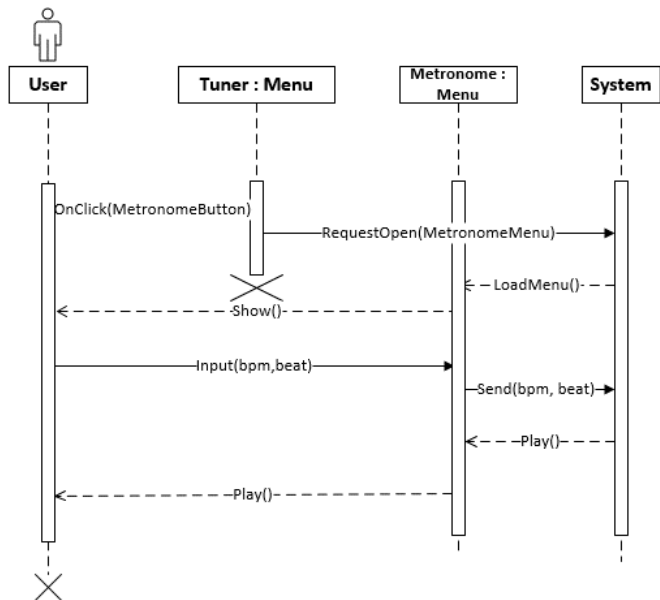 User
Tuner : Menu
Metronome :
Menu
System
OnClick(MetronomeButton)
RequestOpen(MetronomeMenu)
LoadMenu()
Show()
Input(bpm,beat)
Send(bpm, beat)
Play()
Play()